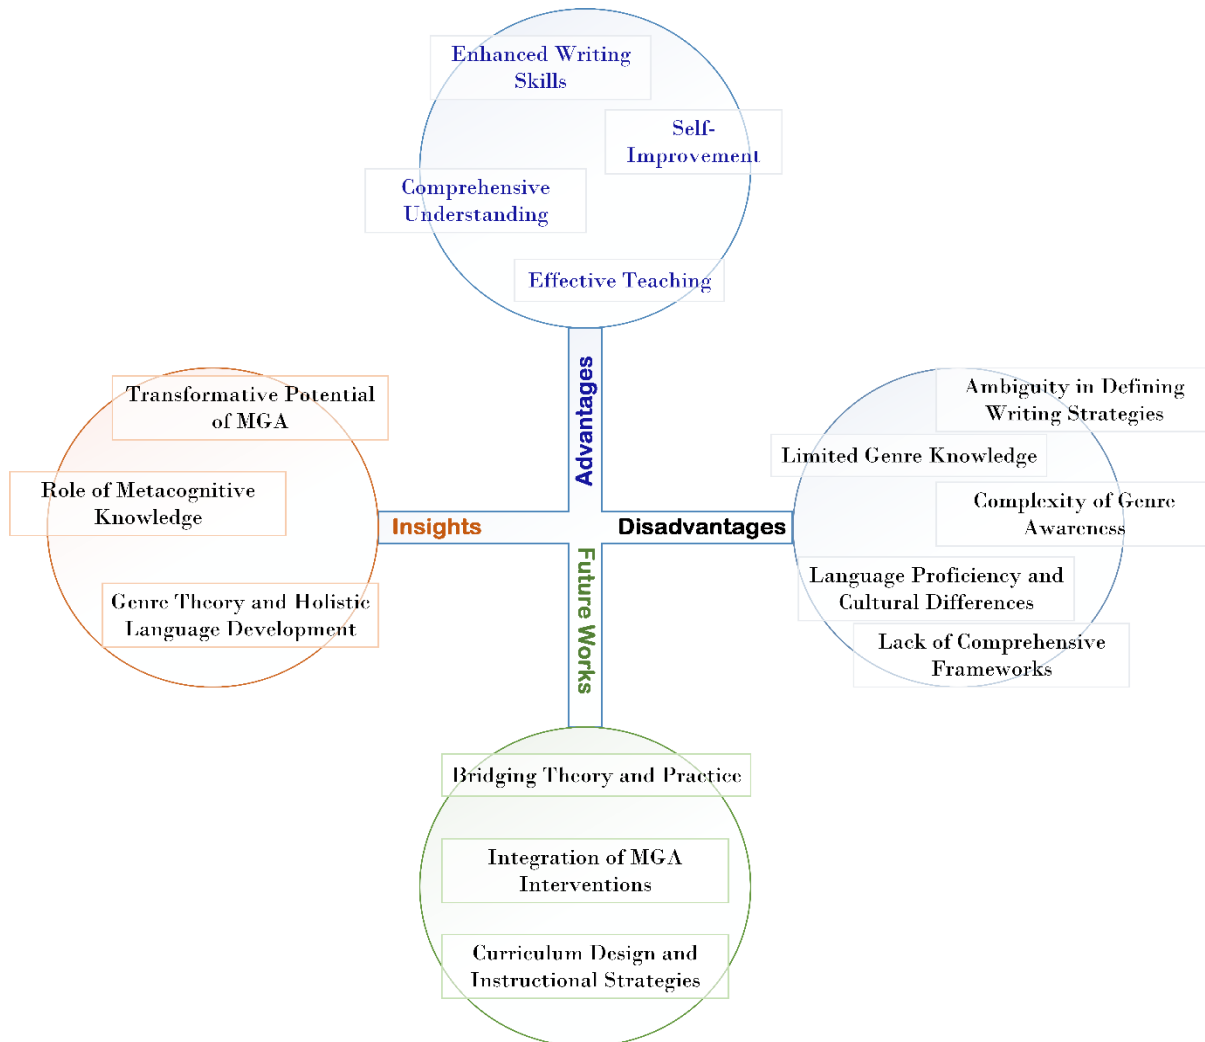 Enhanced Writing
Skills
Self-
Improvement
Comprehensive
Understanding
Effective Teaching
Advantages
Transformative Potential
of MGA
Role of Metacognitive
Knowledge
Genre Theory and Holistic
Language Development
Insights
Disadvantages
Ambiguity in Defining
Writing Strategies
Limited Genre Knowledge
Complexity of Genre
Awareness
Language Proficiency and
Cultural Differences
Lack of Comprehensive
Frameworks
Future Works
Bridging Theory and Practice
Integration of MGA
Interventions
Curriculum Design and
Instructional Strategies